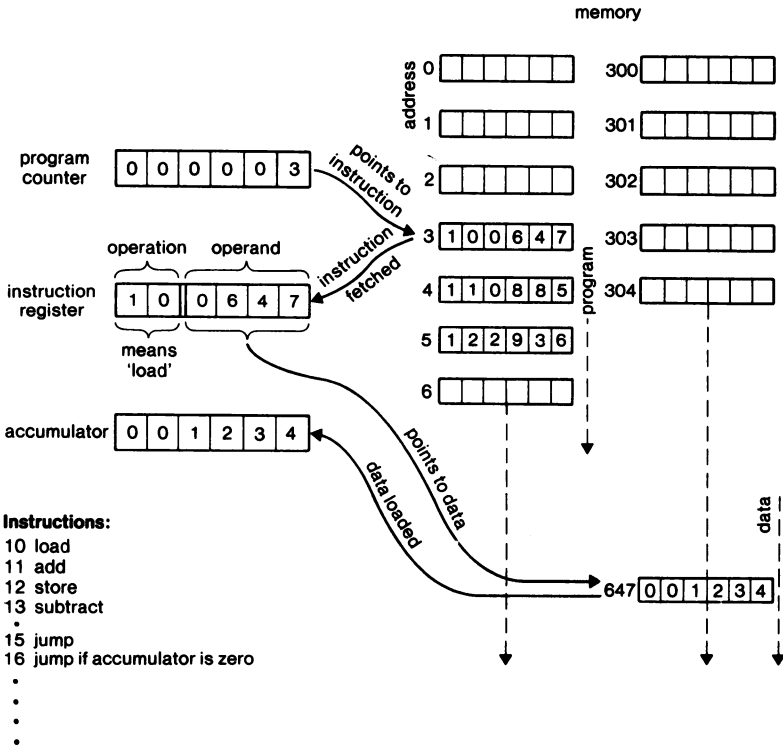 memory
address
0
300
1
301
2
302
program
counter
0 0 0 0 0 3
points to
instruction
3 1 0 0 6 4 7
303
instruction
fetched
operation operand
instruction
register
1 0 0 6 4 7
means
'load'
4 1 1 0 8 8 5
program
304
5 1 2 2 9 3 6
6
accumulator 0 0 1 2 3 4
points to data
data loaded
data
647 0 0 1 2 3 4
Instructions:
10 load
11 add
12 store
13 subtract
15 jump
16 jump if accumulator is zero